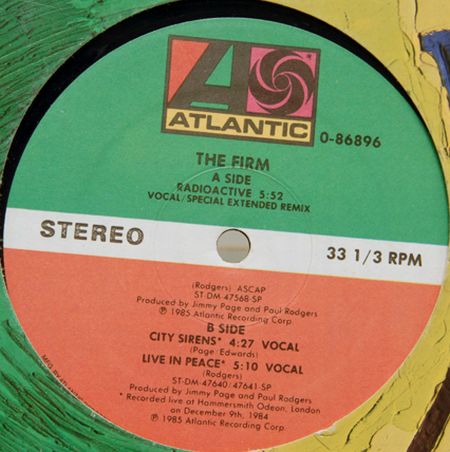 ATLANTIC
0-86896
THE FIRM
A SIDE
RADIOACTIVE 5:52
VOCAL/SPECIAL EXTENDED REMIX
STEREO
33 1/3 RPM
(Rodgers) ASCAP
ST-DM-47568-SP
Produced by Jimmy Page and Paul Rodgers
℗ 1985 Atlantic Recording Corp.
B SIDE
CITY SIRENS* 4:27 VOCAL
(Page/Edwards)
LIVE IN PEACE* 5:10 VOCAL
(Rodgers)
ST-DM-47640/47641-SP
Produced by Jimmy Page and Paul Rodgers
* Recorded live at Hammersmith Odeon, London
on December 9th, 1984
℗ 1985 Atlantic Recording Corp.
MFG. BY ATLANTIC